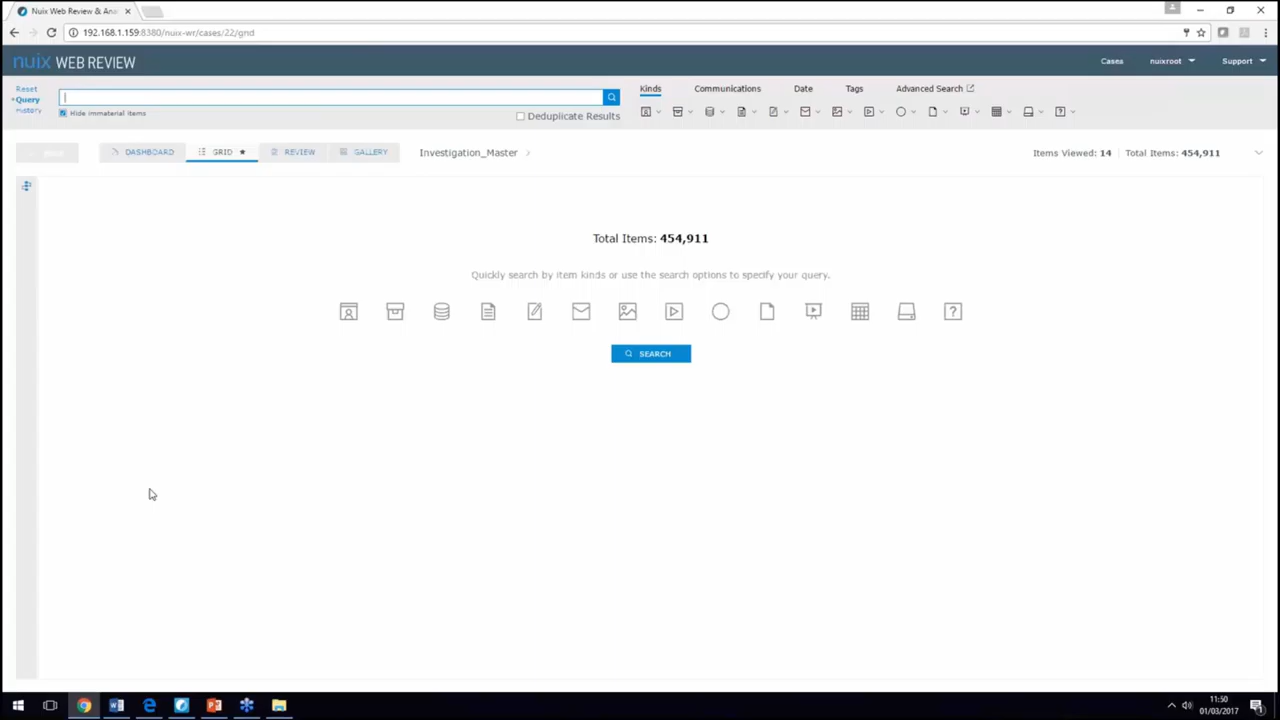 Nuix Web Review & Ana
192.168.1.159:8380/nuix-wr/cases/22/grid
nuix WEB REVIEW
Cases
nuixroot
Support
Reset
Query
History
Hide immaterial items
Deduplicate Results
Kinds
Communications
Date
Tags
Advanced Search
DASHBOARD
GRID
REVIEW
GALLERY
Investigation_Master
Items Viewed: 14
Total Items: 454,911
Total Items: 454,911
Quickly search by item kinds or use the search options to specify your query.
SEARCH
11:50
01/03/2017